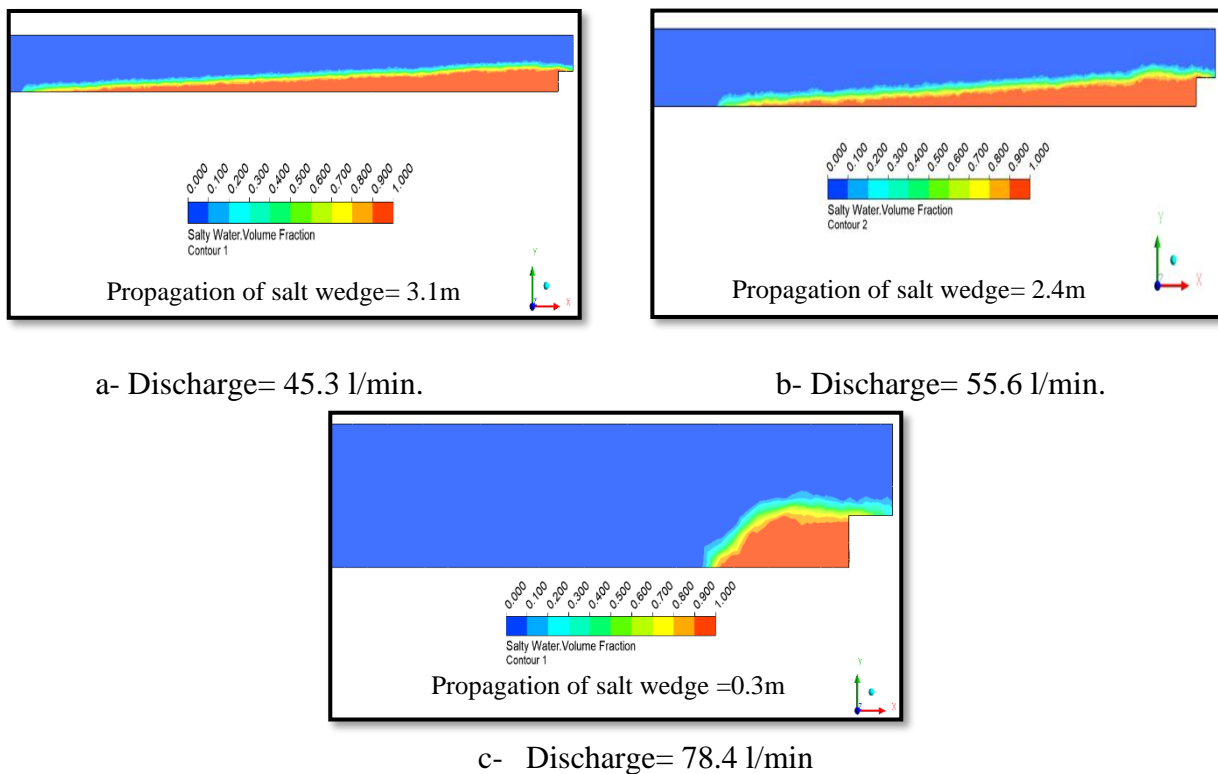 0.000 0.100 0.200 0.300 0.400 0.500 0.600 0.700 0.800 0.900 1.000
Salty Water.Volume Fraction
Contour 1
Propagation of salt wedge= 3.1m
Y
Z
X
0.000 0.100 0.200 0.300 0.400 0.500 0.600 0.700 0.800 0.900 1.000
Salty Water.Volume Fraction
Contour 2
Propagation of salt wedge= 2.4m
Y
Z
X
a- Discharge= 45.3 l/min.
b- Discharge= 55.6 l/min.
0.000 0.100 0.200 0.300 0.400 0.500 0.600 0.700 0.800 0.900 1.000
Salty Water.Volume Fraction
Contour 1
Propagation of salt wedge =0.3m
Y
Z
X
c- Discharge= 78.4 l/min